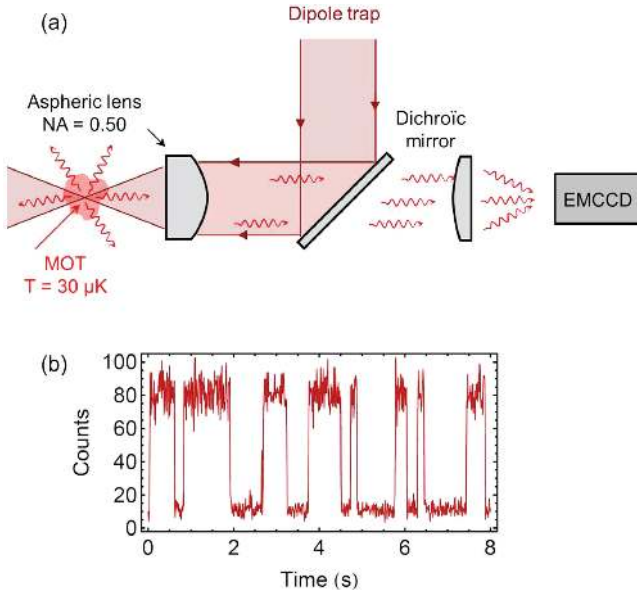 (a)
Dipole trap
Aspheric lens
NA = 0.50
Dichroïc
mirror
EMCCD
MOT
T = 30 µK
(b)
100
80
60
40
20
0
Counts
0 2 4 6 8
Time (s)